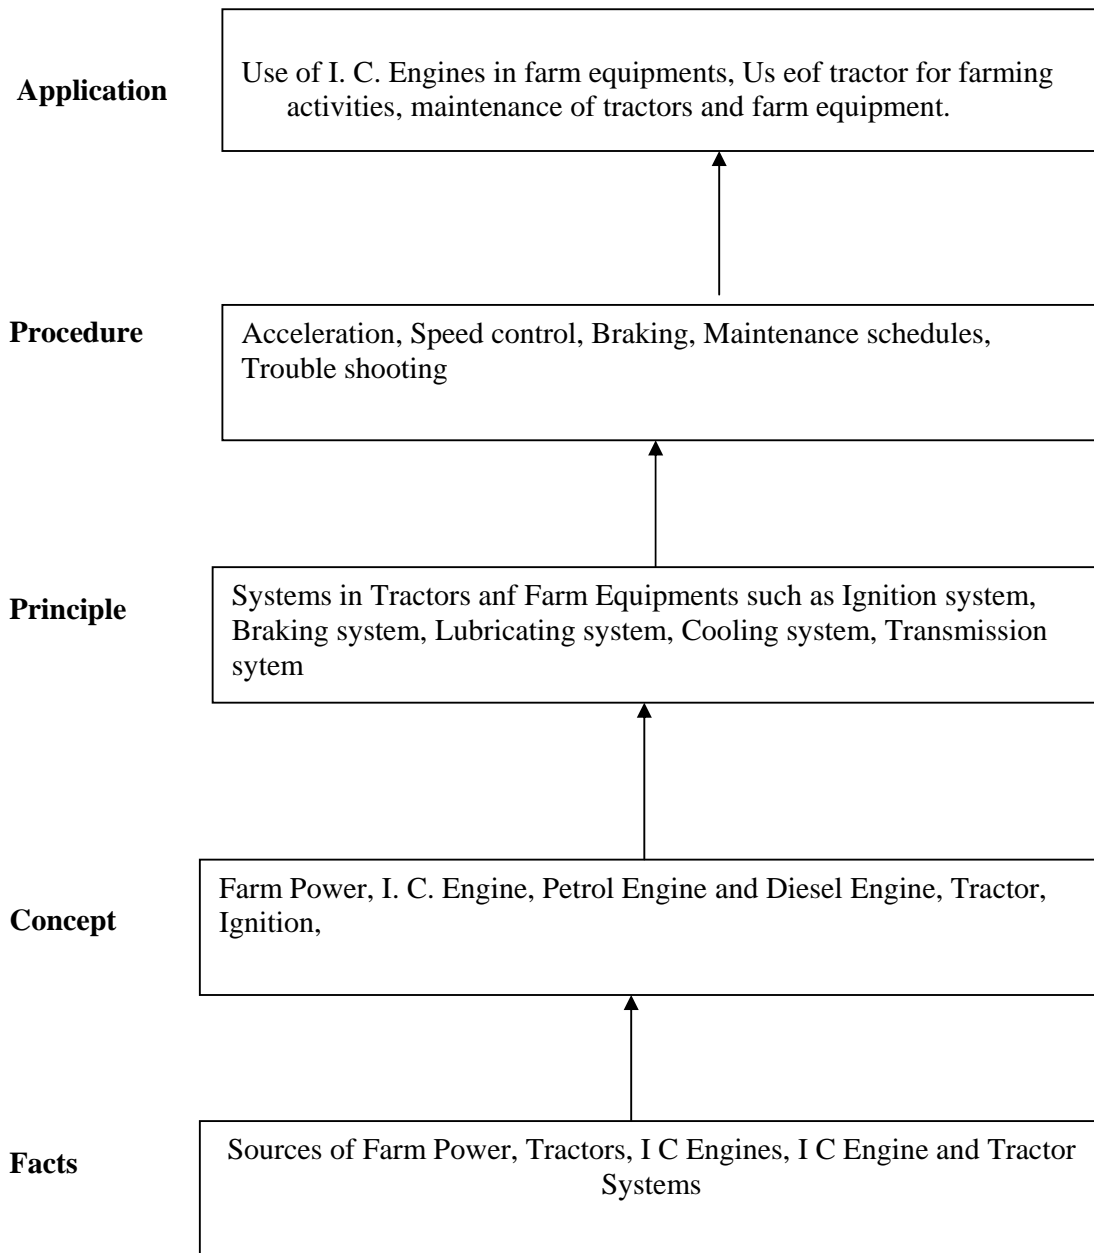 Application
Use of I. C. Engines in farm equipments, Us eof tractor for farming
activities, maintenance of tractors and farm equipment.
Procedure
Acceleration, Speed control, Braking, Maintenance schedules,
Trouble shooting
Principle
Systems in Tractors anf Farm Equipments such as Ignition system,
Braking system, Lubricating system, Cooling system, Transmission
sytem
Concept
Farm Power, I. C. Engine, Petrol Engine and Diesel Engine, Tractor,
Ignition,
Facts
Sources of Farm Power, Tractors, I C Engines, I C Engine and Tractor
Systems